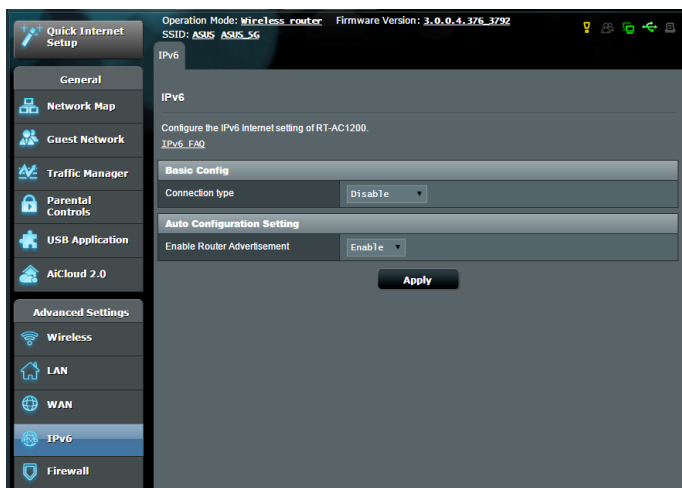 Quick Internet
Setup
Operation Mode: Wireless router Firmware Version: 3.0.0.4.376_3792
SSID: ASUS ASUS_5G
IPv6
General
Network Map
Guest Network
Traffic Manager
Parental
Controls
USB Application
AiCloud 2.0
Advanced Settings
Wireless
LAN
WAN
IPv6
Firewall
IPv6
Configure the IPv6 Internet setting of RT-AC1200.
IPv6 FAQ
Basic Config
Connection type Disable
Auto Configuration Setting
Enable Router Advertisement Enable
Apply